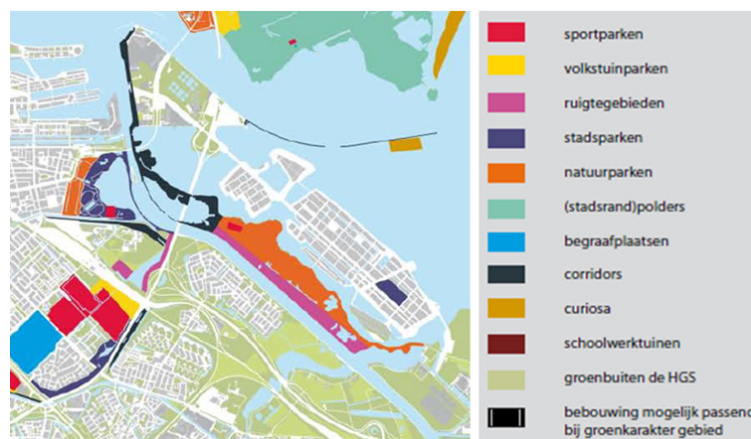 sportparken
volkstuinparken
ruigtegebieden
stadsparken
natuurparken
(stadsrand)polders
begraafplaatsen
corridors
curiosa
schoolwerktuinen
groenbuiten de HGS
bebouwing mogelijk passend
bij groenkarakter gebied